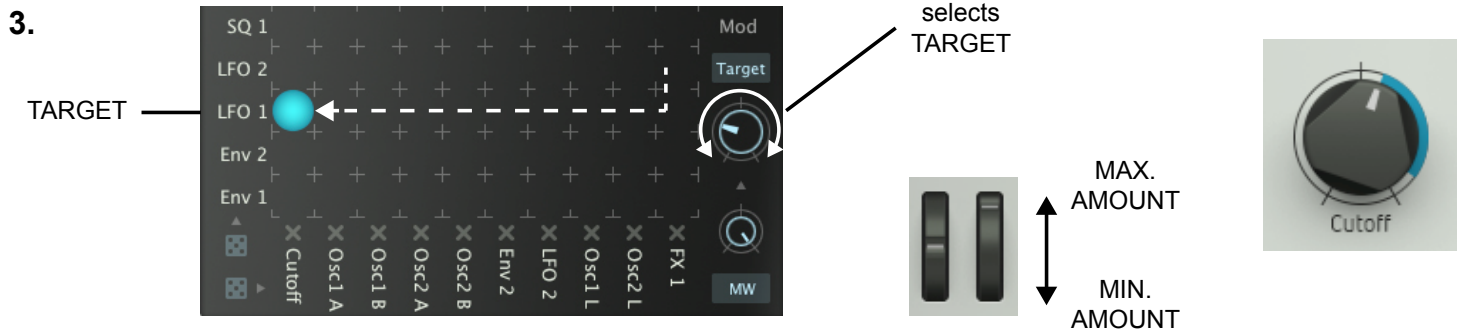 3.
SQ 1
LFO 2
LFO 1
Env 2
Env 1
TARGET
Cutoff
Osc1 A
Osc1 B
Osc2 A
Osc2 B
Env 2
LFO 2
Osc1 L
Osc2 L
FX 1
Mod
Target
MW
selects
TARGET
MAX.
AMOUNT
MIN.
AMOUNT
Cutoff